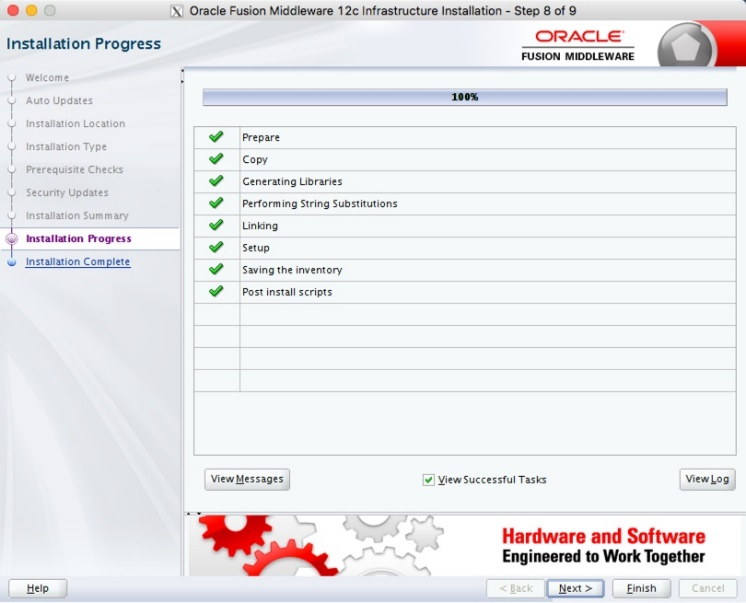 Oracle Fusion Middleware 12c Infrastructure Installation - Step 8 of 9
Installation Progress
ORACLE
FUSION MIDDLEWARE
Welcome
Auto Updates
Installation Location
Installation Type
Prerequisite Checks
Security Updates
Installation Summary
Installation Progress
Installation Complete
100%
Prepare
Copy
Generating Libraries
Performing String Substitutions
Linking
Setup
Saving the inventory
Post install scripts
View Messages
View Successful Tasks
View Log
Hardware and Software
Engineered to Work Together
Help
< Back
Next >
Finish
Cancel